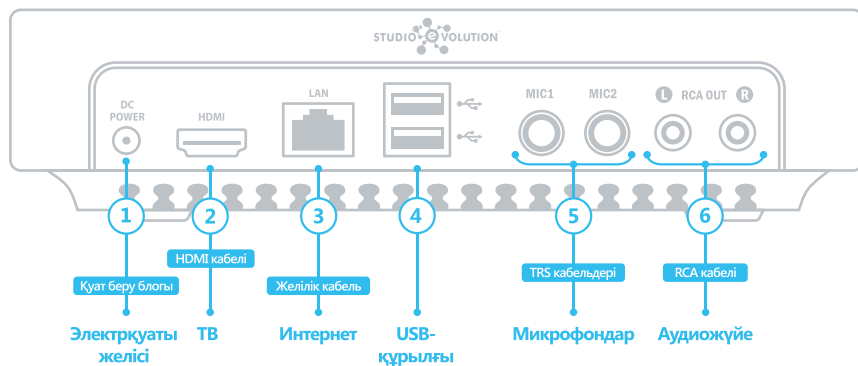 STUDIO eVOLUTION
DC
POWER
HDMI
LAN
MIC1
MIC2
L RCA OUT R
1
2
3
4
5
6
HDMI кабелі
Қуат беру блогы
Желілік кабель
TRS кабельдері
RCA кабелі
Электрқуаты
желісі
ТВ
Интернет
USB-
құрылғы
Микрофондар
Аудиожүйе